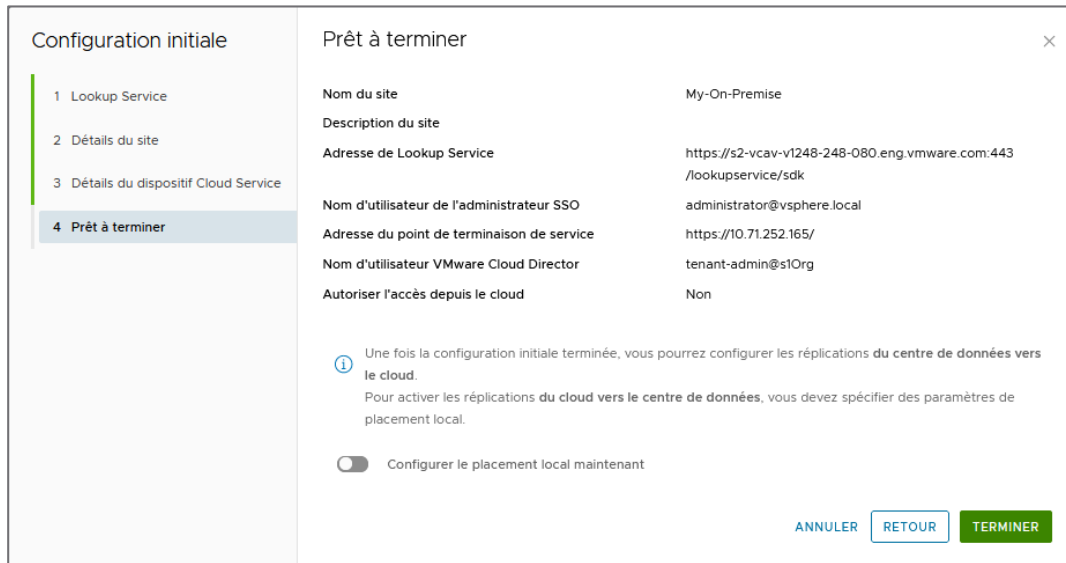 Configuration initiale
1 Lookup Service
2 Détails du site
3 Détails du dispositif Cloud Service
4 Prêt à terminer
Prêt à terminer
Nom du site My-On-Premise
Description du site
Adresse de Lookup Service https://s2-vcav-v1248-248-080.eng.vmware.com:443
/lookupservice/sdk
Nom d'utilisateur de l'administrateur SSO administrator@vsphere.local
Adresse du point de terminaison de service https://10.71.252.165/
Nom d'utilisateur VMware Cloud Director tenant-admin@s1Org
Autoriser l'accès depuis le cloud Non
Une fois la configuration initiale terminée, vous pourrez configurer les réplications du centre de données vers
le cloud.
Pour activer les réplications du cloud vers le centre de données, vous devez spécifier des paramètres de
placement local.
Configurer le placement local maintenant
ANNULER RETOUR TERMINER